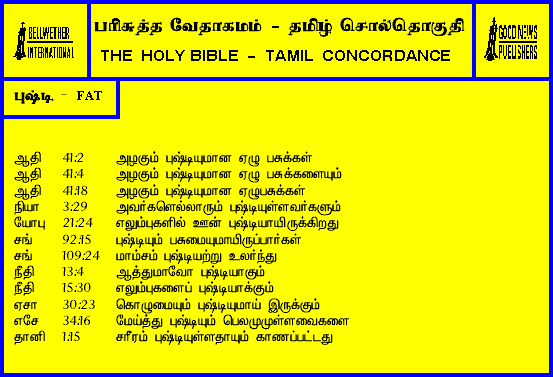 BELLWETHER
INTERNATIONAL
பரிசுத்த வேதாகமம் - தமிழ் சொல்தொகுதி
THE HOLY BIBLE - TAMIL CONCORDANCE
GOOD NEWS
PUBLISHERS
புஷ்டி - FAT
ஆதி 41:2 அழகும் புஷ்டியுமான ஏழு பசுக்கள்
ஆதி 41:4 அழகும் புஷ்டியுமான ஏழு பசுக்களையும்
ஆதி 41:18 அழகும் புஷ்டியுமான ஏழுபசுக்கள்
நியா 3:29 அவர்களெல்லாரும் புஷ்டியுள்ளவர்களும்
யோபு 21:24 எலும்புகளில் ஊன் புஷ்டியாயிருக்கிறது
சங் 92:15 புஷ்டியும் பசுமையுமாயிருப்பார்கள்
சங் 109:24 மாம்சம் புஷ்டியற்று உலர்ந்து
நீதி 13:4 ஆத்துமாவோ புஷ்டியாகும்
நீதி 15:30 எலும்புகளைப் புஷ்டியாக்கும்
ஏசா 30:23 கொழுமையும் புஷ்டியுமாய் இருக்கும்
எசே 34:16 மேய்த்து புஷ்டியும் பெலமுமுள்ளவைகளை
தானி 1:15 சரீரம் புஷ்டியுள்ளதாயும் காணப்பட்டது